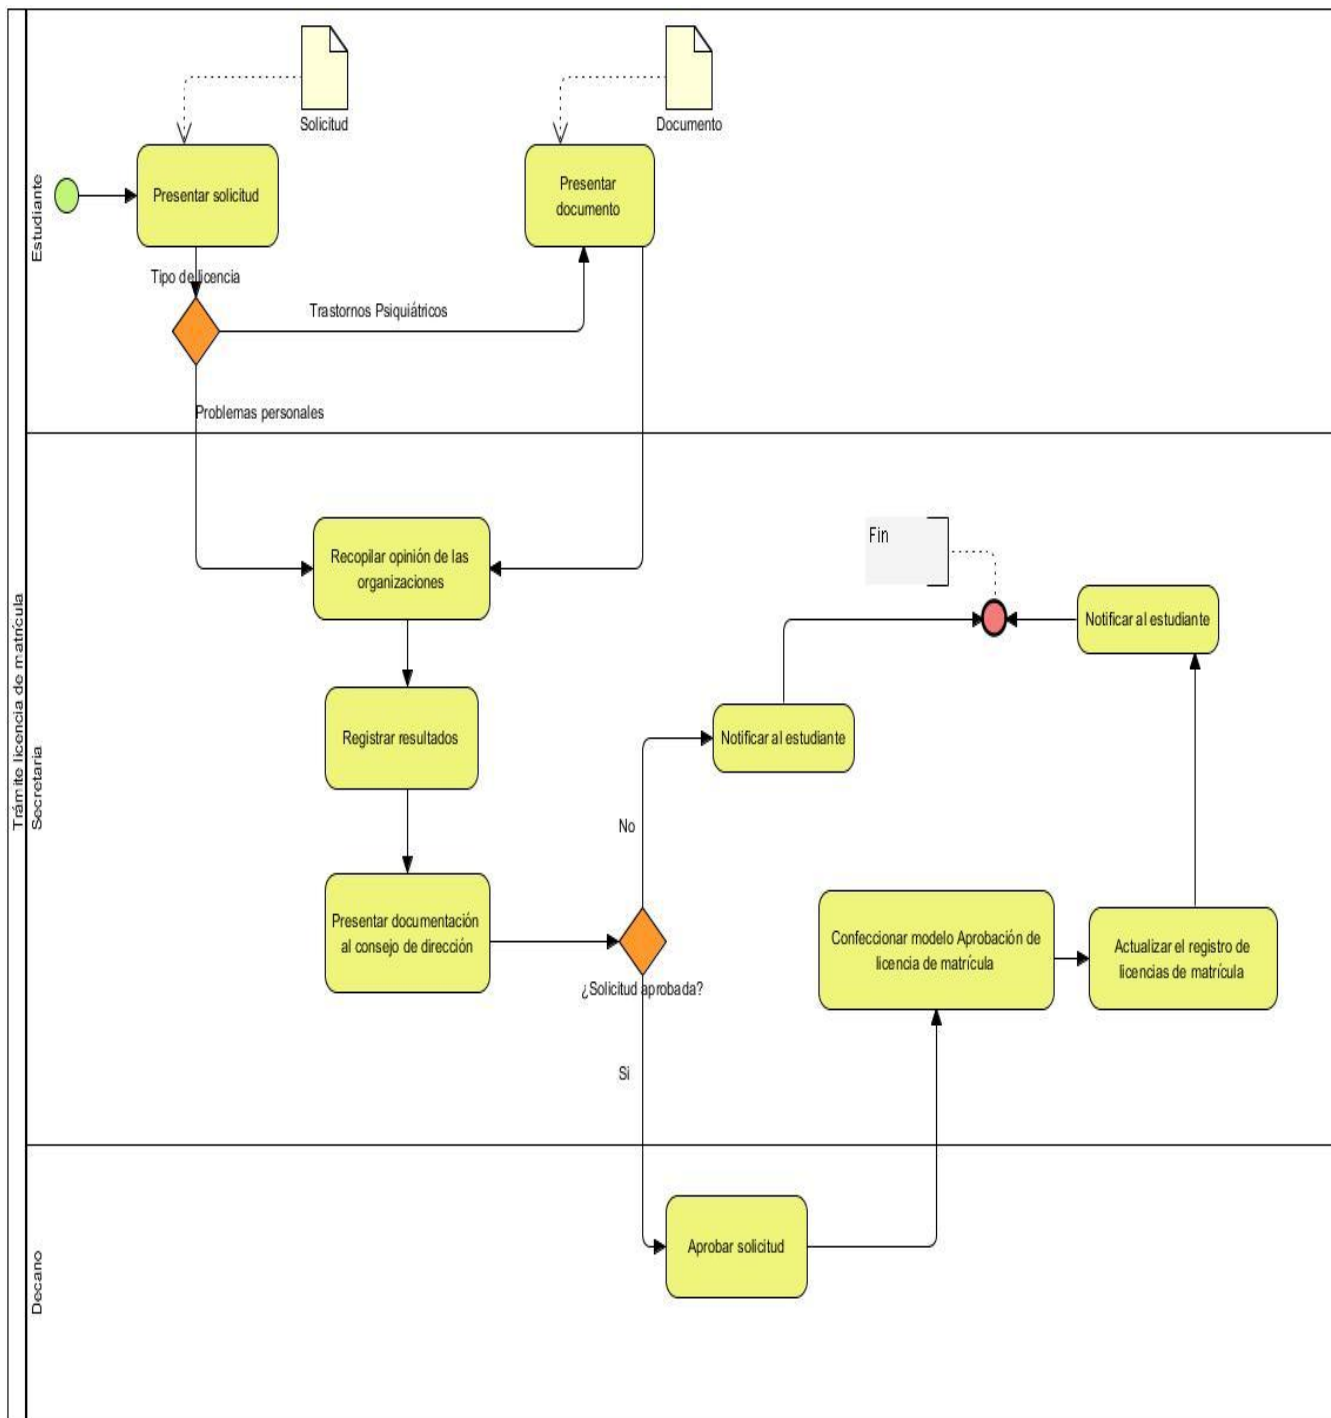 Trámite licencia de matrícula
Estudiante
Solicitud
Documento
Presentar solicitud
Presentar
documento
Tipo de licencia
Trastornos Psiquiátricos
Problemas personales
Secretaria
Recopilar opinión de las
organizaciones
Fin
Notificar al estudiante
Registrar resultados
Notificar al estudiante
No
Presentar documentación
al consejo de dirección
¿Solicitud aprobada?
Confeccionar modelo Aprobación de
licencia de matrícula
Actualizar el registro de
licencias de matrícula
Si
Decano
Aprobar solicitud